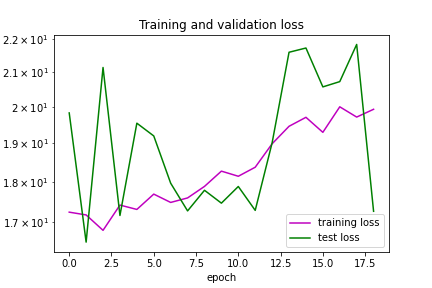 Training and validation loss
2.2 × 10¹
2.1 × 10¹
2 × 10¹
1.9 × 10¹
1.8 × 10¹
1.7 × 10¹
training loss
test loss
0.0 2.5 5.0 7.5 10.0 12.5 15.0 17.5
epoch